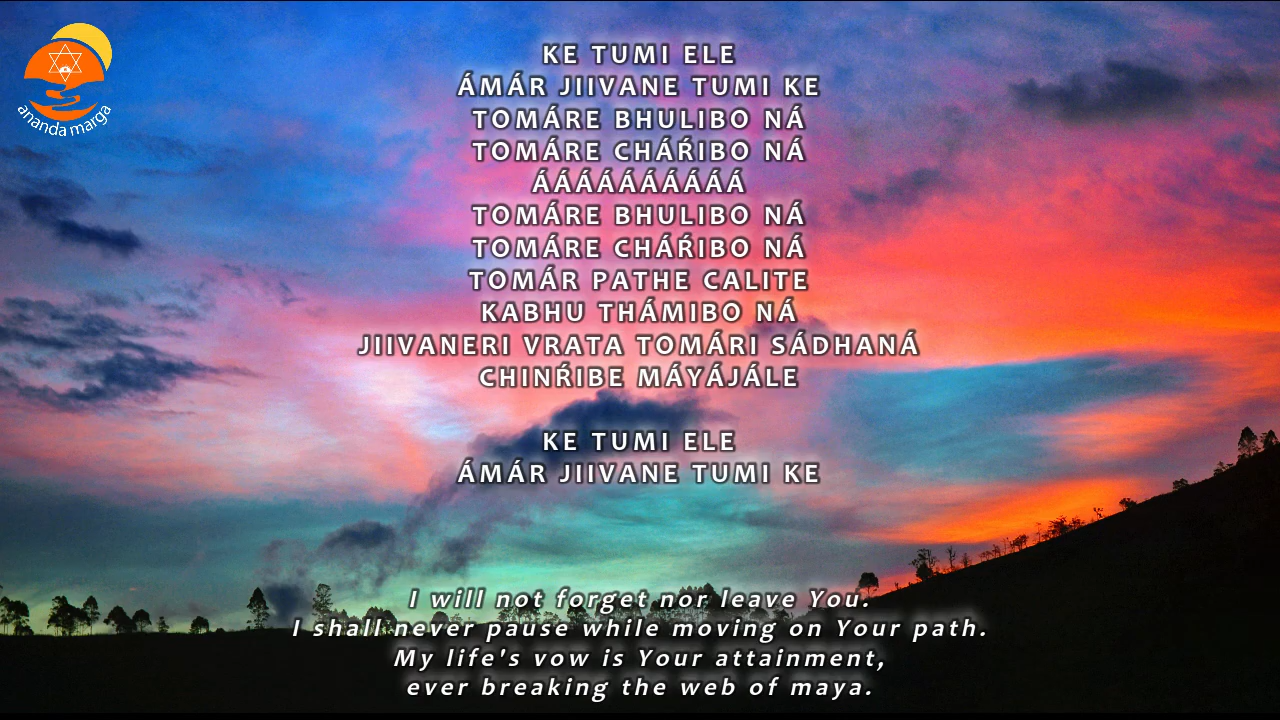 ananda marga
KE TUMI ELE
ÁMÁR JIIVANE TUMI KE
TOMÁRE BHULIBO NÁ
TOMÁRE CHÁŔIBO NÁ
ÁÁÁÁÁÁÁÁÁÁ
TOMÁRE BHULIBO NÁ
TOMÁRE CHÁŔIBO NÁ
TOMÁR PATHE CALITE
KABHU THÁMIBO NÁ
JIIVANERI VRATA TOMÁRI SÁDHANÁ
CHINŔIBE MÁYÁJÁLE
KE TUMI ELE
ÁMÁR JIIVANE TUMI KE
I will not forget nor leave You.
I shall never pause while moving on Your path.
My life's vow is Your attainment,
ever breaking the web of maya.